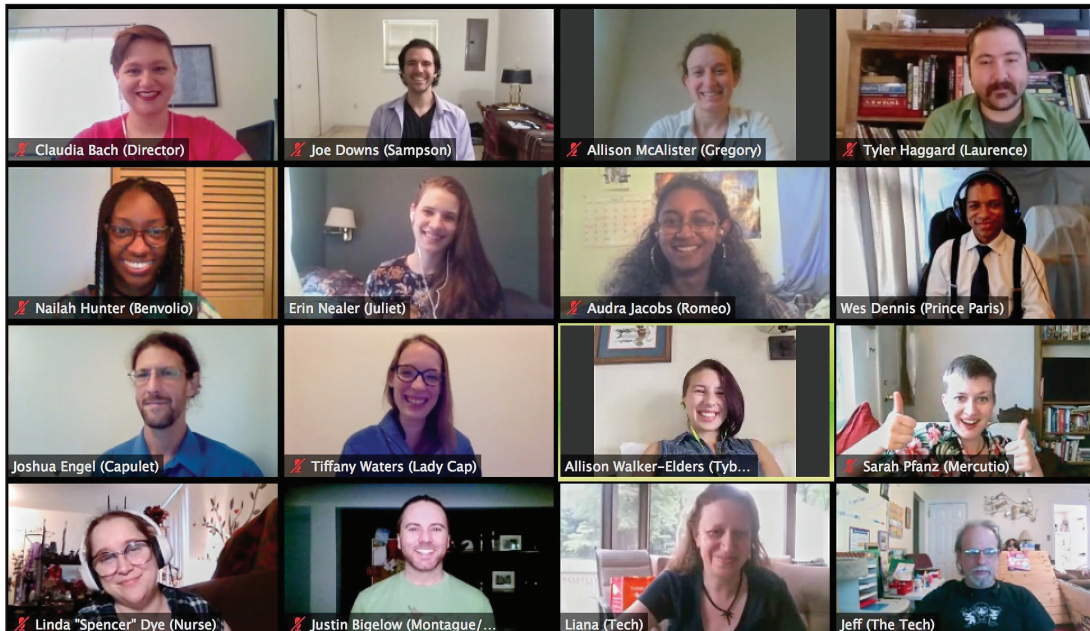 Claudia Bach (Director)
Joe Downs (Sampson)
Allison McAlister (Gregory)
Tyler Haggard (Laurence)
Nailah Hunter (Benvolio)
Erin Nealer (Juliet)
Audra Jacobs (Romeo)
Wes Dennis (Prince Paris)
Joshua Engel (Capulet)
Tiffany Waters (Lady Cap)
Allison Walker-Elders (Tyb...
Sarah Pfanz (Mercutio)
Linda "Spencer" Dye (Nurse)
Justin Bigelow (Montague/...
Liana (Tech)
Jeff (The Tech)